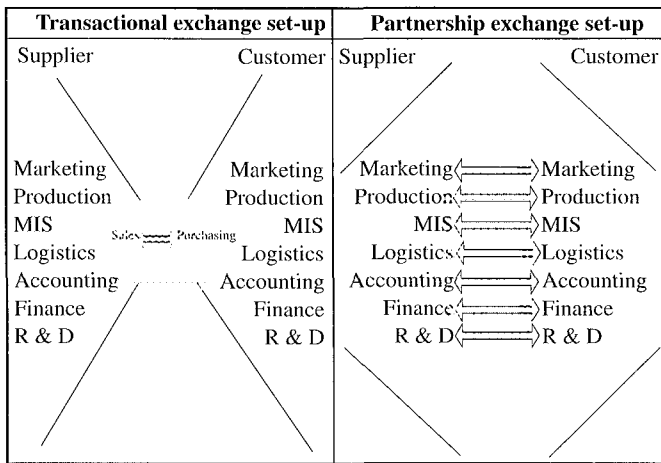 Transactional exchange set-up
Supplier Customer
Marketing Marketing
Production Production
MIS MIS
Sales Purchasing
Logistics Logistics
Accounting Accounting
Finance Finance
R & D R & D
Partnership exchange set-up
Supplier Customer
Marketing Marketing
Production Production
MIS MIS
Logistics Logistics
Accounting Accounting
Finance Finance
R & D R & D